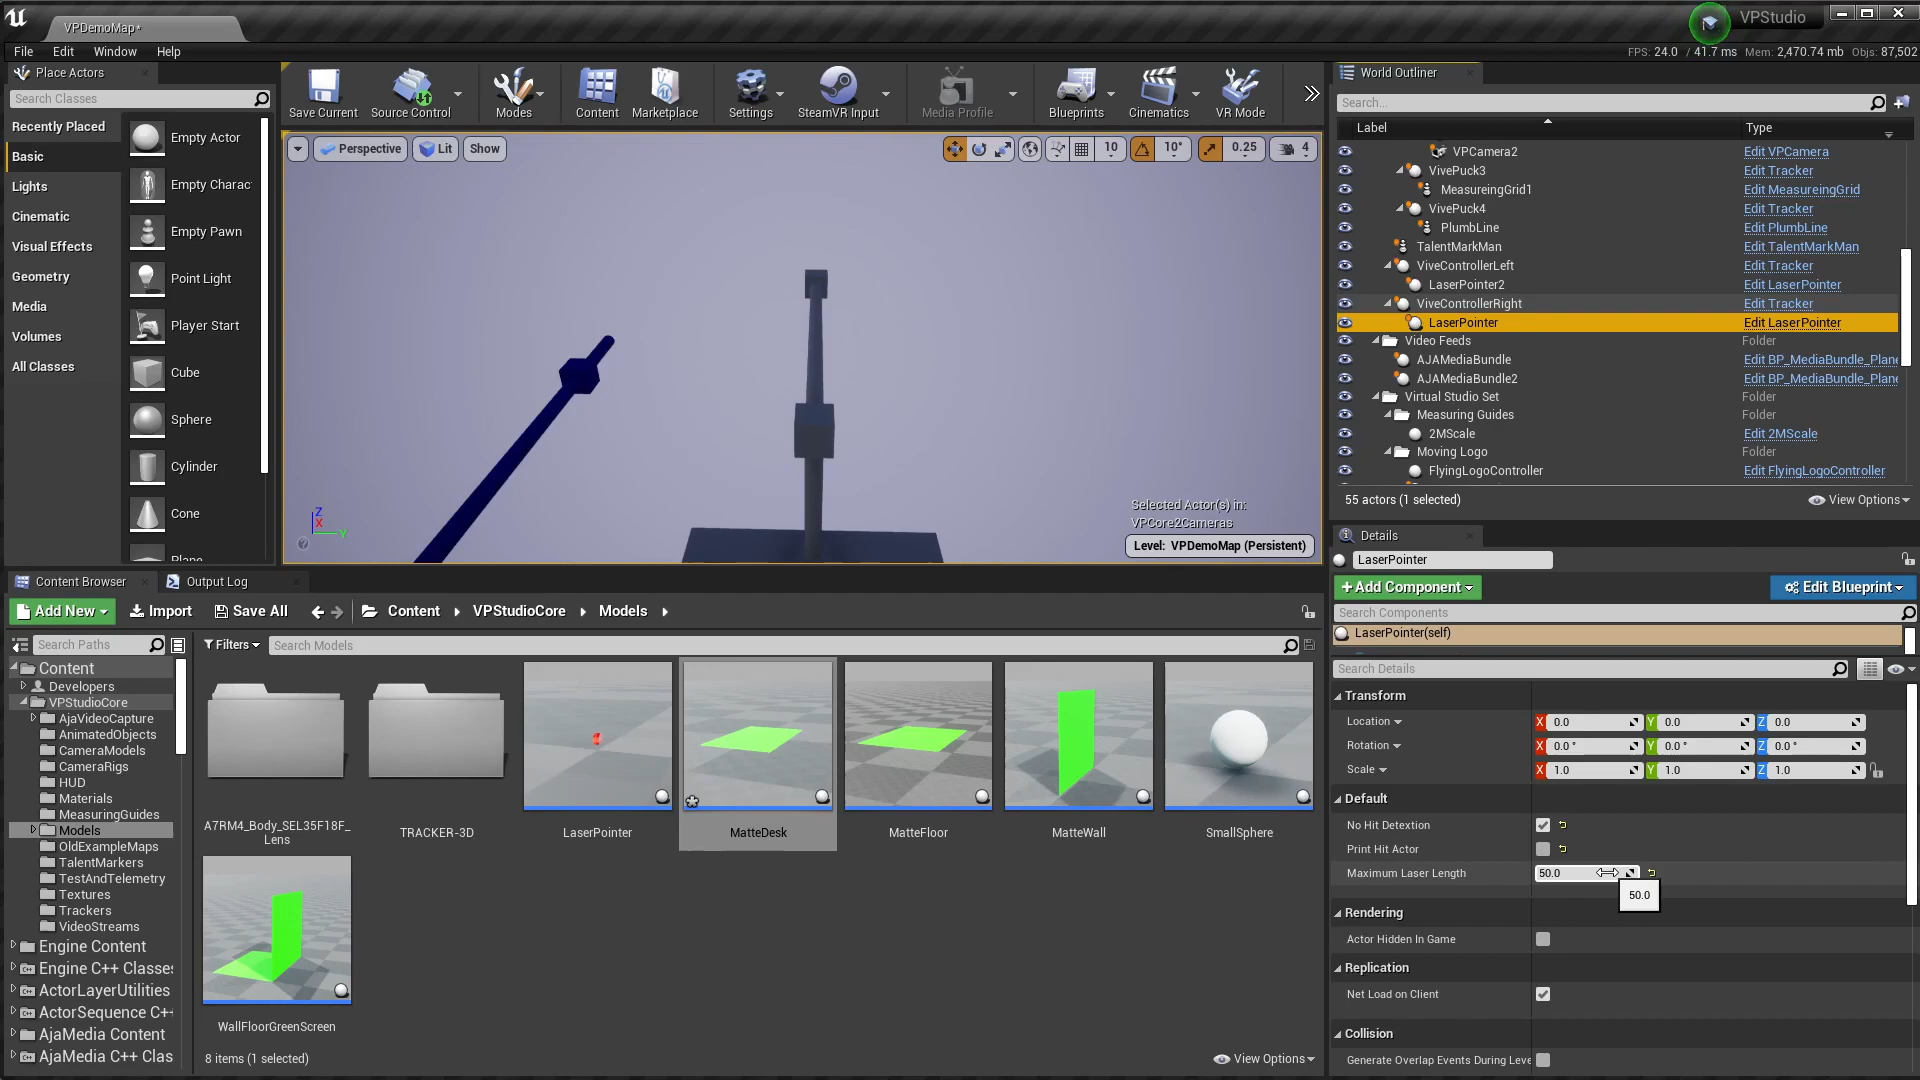 VPDemoMap*
VPStudio
File Edit Window Help
FPS: 24.0 / 41.7 ms Mem: 2,470.74 mb Objs: 87,502
Place Actors
Search Classes
Recently Placed
Basic
Lights
Cinematic
Visual Effects
Geometry
Media
Volumes
All Classes
Empty Actor
Empty Charac
Empty Pawn
Point Light
Player Start
Cube
Sphere
Cylinder
Cone
Plane
Save Current
Source Control
Modes
Content
Marketplace
Settings
SteamVR Input
Media Profile
Blueprints
Cinematics
VR Mode
Perspective
Lit
Show
10
10°
0.25
4
Z
X
Y
Selected Actor(s) in:
VPCore2Cameras
Level: VPDemoMap (Persistent)
World Outliner
Search...
Label Type
VPCamera2 Edit VPCamera
VivePuck3 Edit Tracker
MeasureingGrid1 Edit MeasureingGrid
VivePuck4 Edit Tracker
PlumbLine Edit PlumbLine
TalentMarkMan Edit TalentMarkMan
ViveControllerLeft Edit Tracker
LaserPointer2 Edit LaserPointer
ViveControllerRight Edit Tracker
LaserPointer Edit LaserPointer
Video Feeds Folder
AJAMediaBundle Edit BP_MediaBundle_Plane
AJAMediaBundle2 Edit BP_MediaBundle_Plane
Virtual Studio Set Folder
Measuring Guides Folder
2MScale Edit 2MScale
Moving Logo Folder
FlyingLogoController Edit FlyingLogoController
55 actors (1 selected) View Options
Details
LaserPointer
+Add Component Edit Blueprint
Search Components
LaserPointer(self)
Search Details
Transform
Location X 0.0 Y 0.0 Z 0.0
Rotation X 0.0 ° Y 0.0 ° Z 0.0 °
Scale X 1.0 Y 1.0 Z 1.0
Default
No Hit Detextion
Print Hit Actor
Maximum Laser Length 50.0
50.0
Rendering
Actor Hidden In Game
Replication
Net Load on Client
Collision
Generate Overlap Events During Leve
Content Browser Output Log
Add New Import Save All Content VPStudioCore Models
Search Paths
Filters Search Models
Content
Developers
VPStudioCore
AjaVideoCapture
AnimatedObjects
CameraModels
CameraRigs
HUD
Materials
MeasuringGuides
Models
OldExampleMaps
TalentMarkers
TestAndTelemetry
Textures
Trackers
VideoStreams
Engine Content
Engine C++ Classes
ActorLayerUtilities
ActorSequence C++
AjaMedia Content
AjaMedia C++ Clas
A7RM4_Body_SEL35F18F_
Lens
TRACKER-3D
LaserPointer
MatteDesk
MatteFloor
MatteWall
SmallSphere
WallFloorGreenScreen
8 items (1 selected) View Options